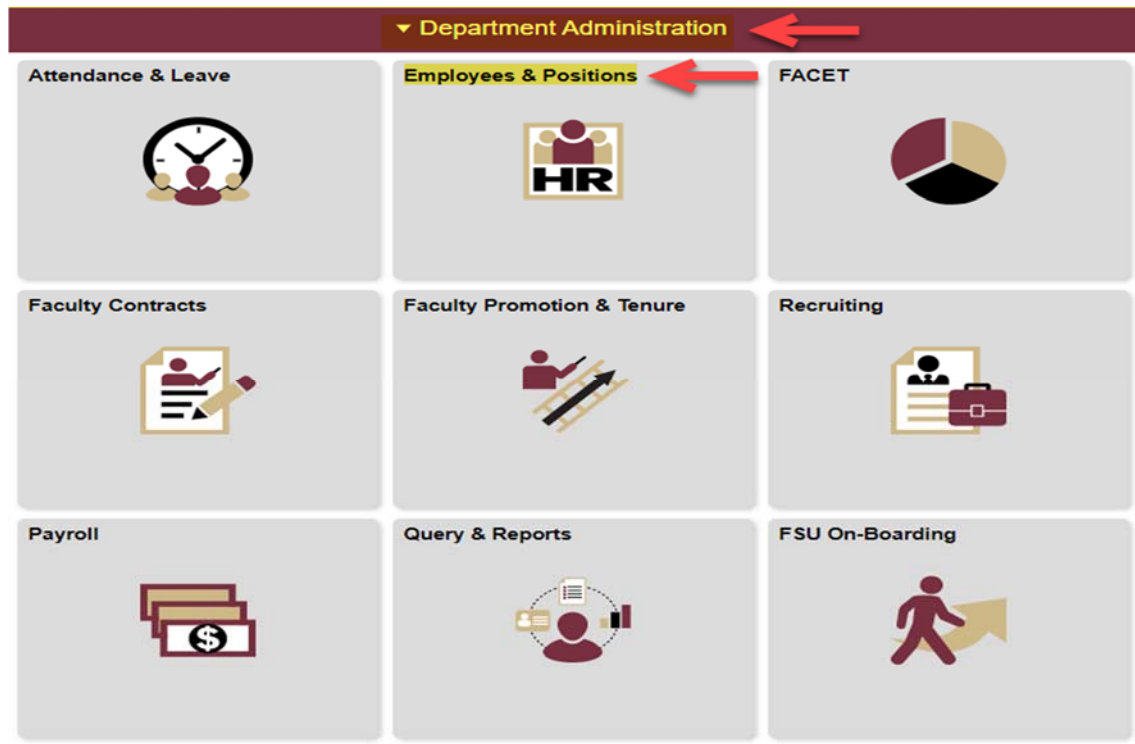 Department Administration
Attendance & Leave
Employees & Positions
FACET
HR
Faculty Contracts
Faculty Promotion & Tenure
Recruiting
Payroll
Query & Reports
FSU On-Boarding
$